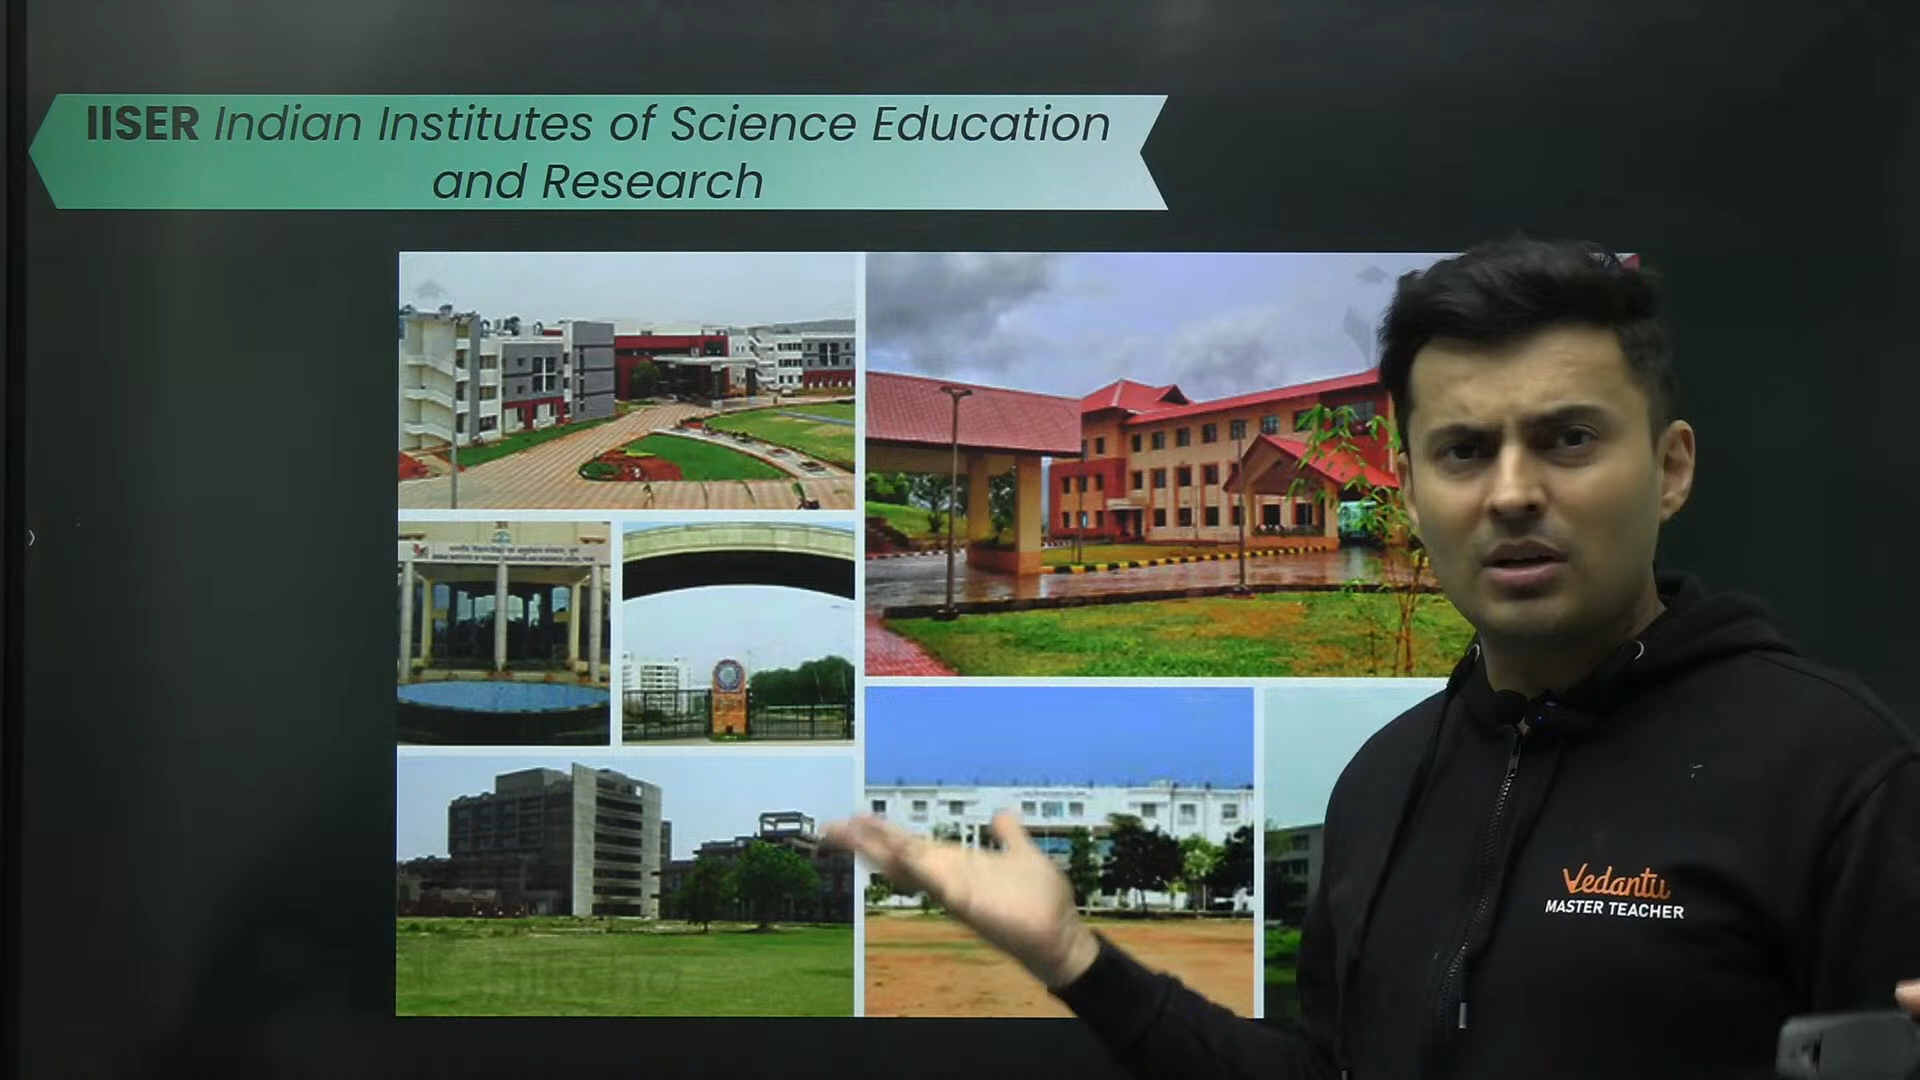 IISER Indian Institutes of Science Education
and Research
Vedantu
MASTER TEACHER